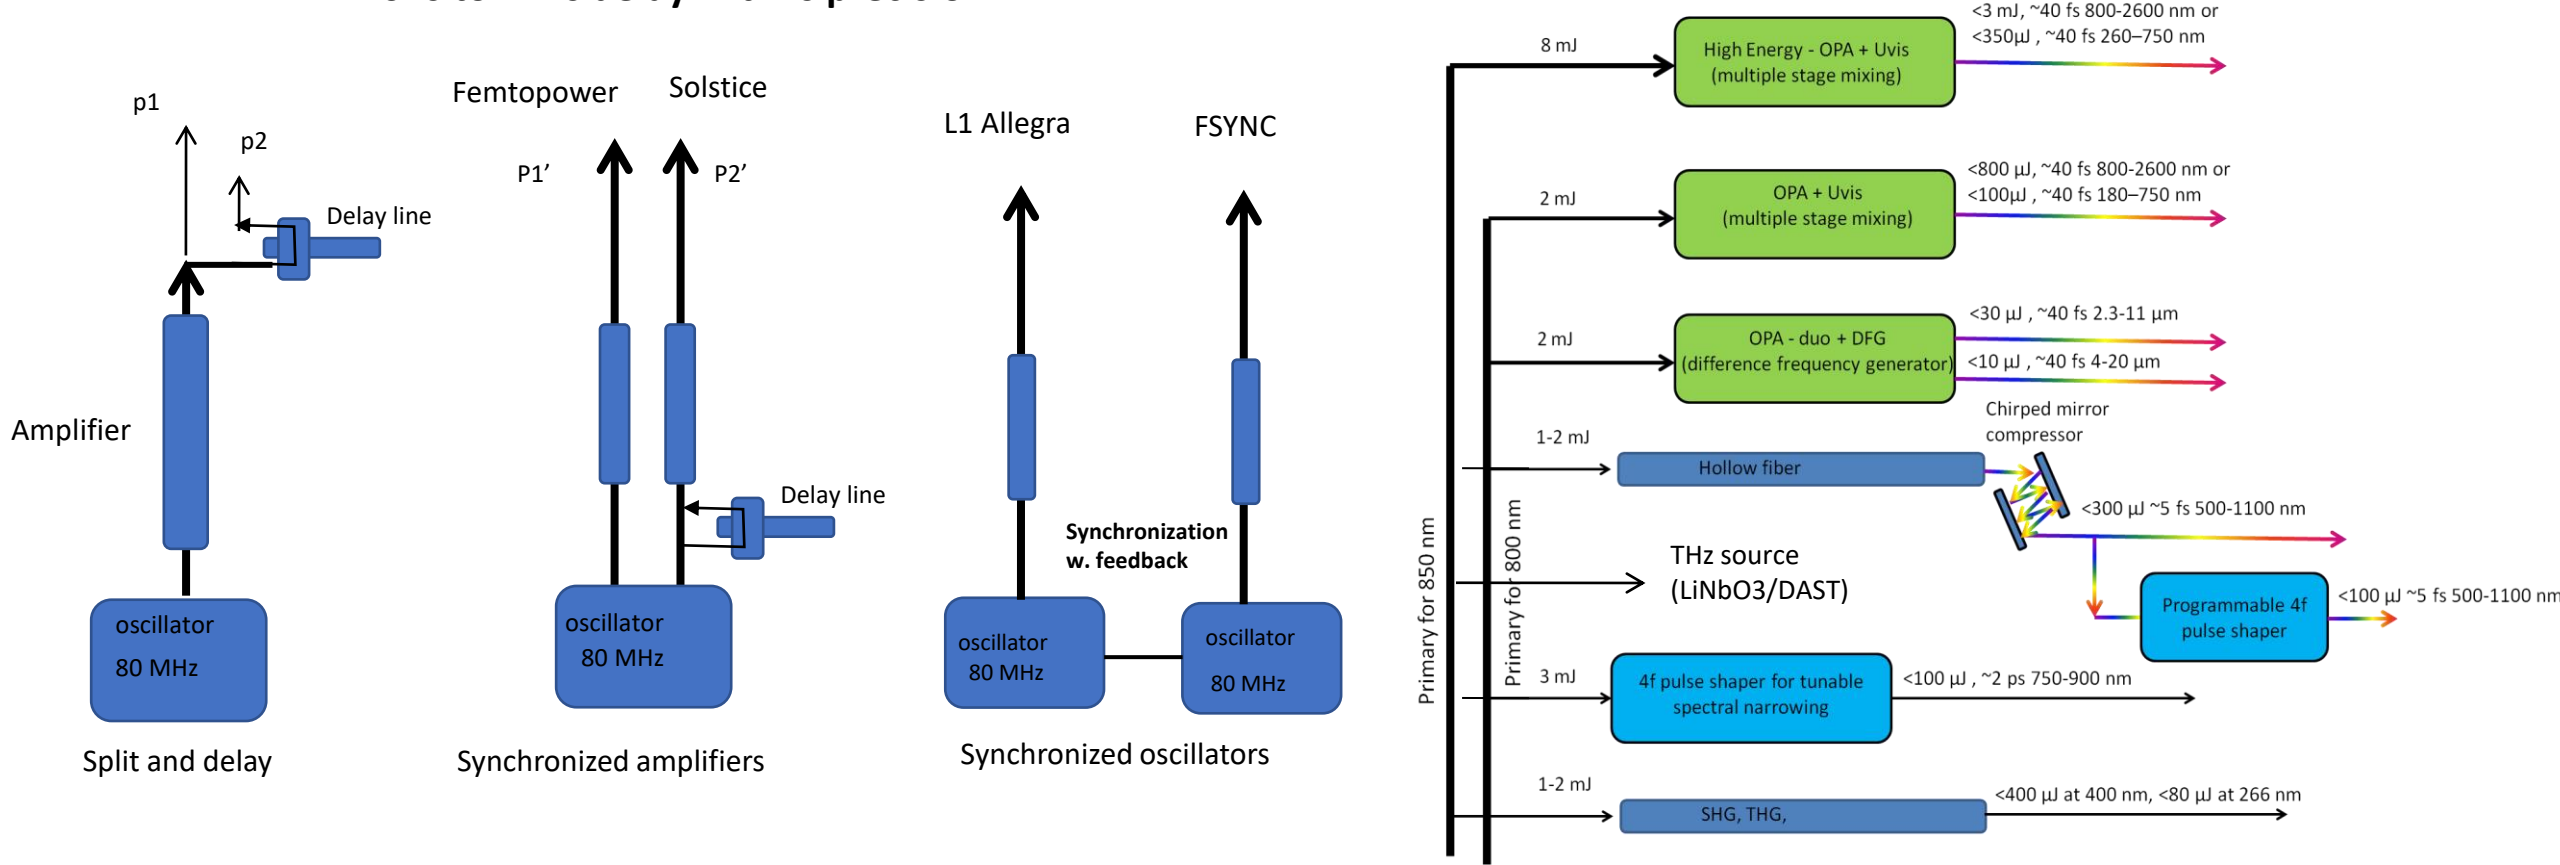 p1
p2
Delay line
Amplifier
oscillator
80 MHz
Split and delay
Femtopower
Solstice
P1’
P2’
Delay line
oscillator
80 MHz
Synchronized amplifiers
L1 Allegra
FSYNC
Synchronization
w. feedback
oscillator
80 MHz
oscillator
80 MHz
Synchronized oscillators
Primary for 850 nm
Primary for 800 nm
8 mJ
High Energy - OPA + Uvis
(multiple stage mixing)
<3 mJ, ~40 fs 800-2600 nm or
<350µJ , ~40 fs 260–750 nm
2 mJ
OPA + Uvis
(multiple stage mixing)
<800 µJ, ~40 fs 800-2600 nm or
<100µJ , ~40 fs 180–750 nm
2 mJ
OPA - duo + DFG
(difference frequency generator)
<30 µJ , ~40 fs 2.3-11 µm
<10 µJ , ~40 fs 4-20 µm
1-2 mJ
Hollow fiber
Chirped mirror
compressor
<300 µJ ~5 fs 500-1100 nm
THz source
(LiNbO3/DAST)
Programmable 4f
pulse shaper
<100 µJ ~5 fs 500-1100 nm
3 mJ
4f pulse shaper for tunable
spectral narrowing
<100 µJ , ~2 ps 750-900 nm
1-2 mJ
SHG, THG,
<400 µJ at 400 nm, <80 µJ at 266 nm